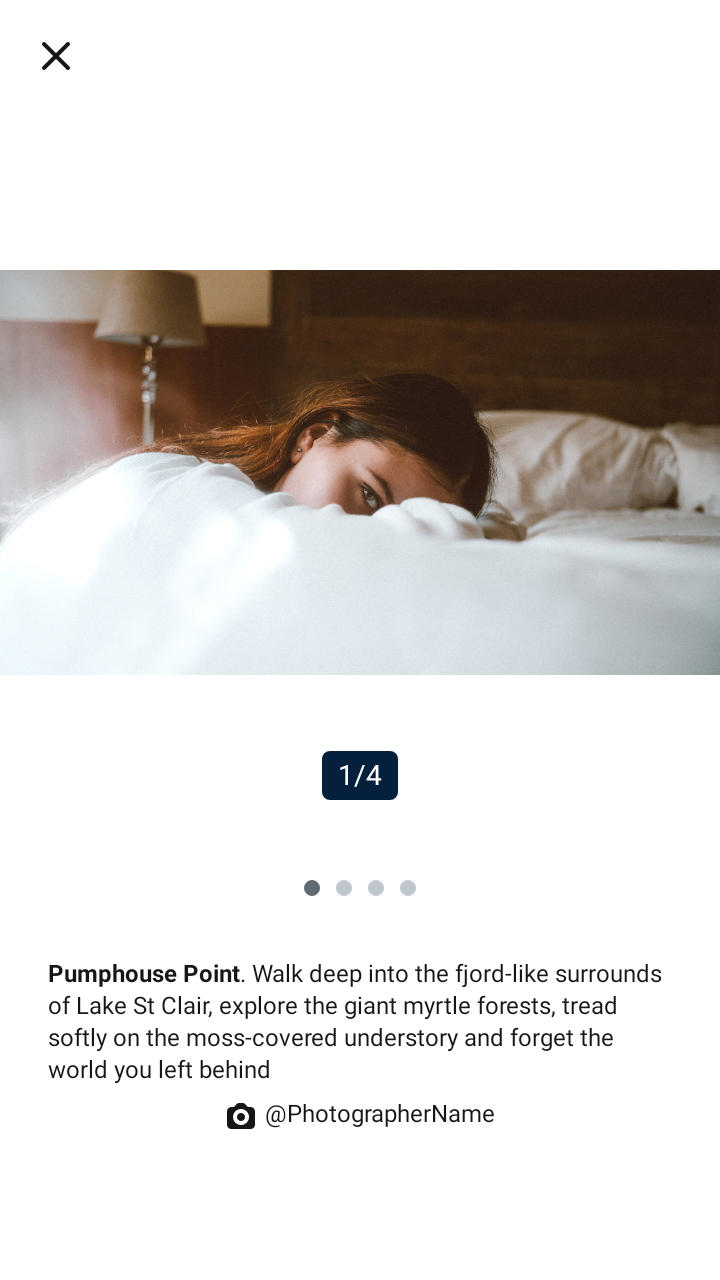 1/4
Pumphouse Point. Walk deep into the fjord-like surrounds
of Lake St Clair, explore the giant myrtle forests, tread
softly on the moss-covered understory and forget the
world you left behind
@PhotographerName